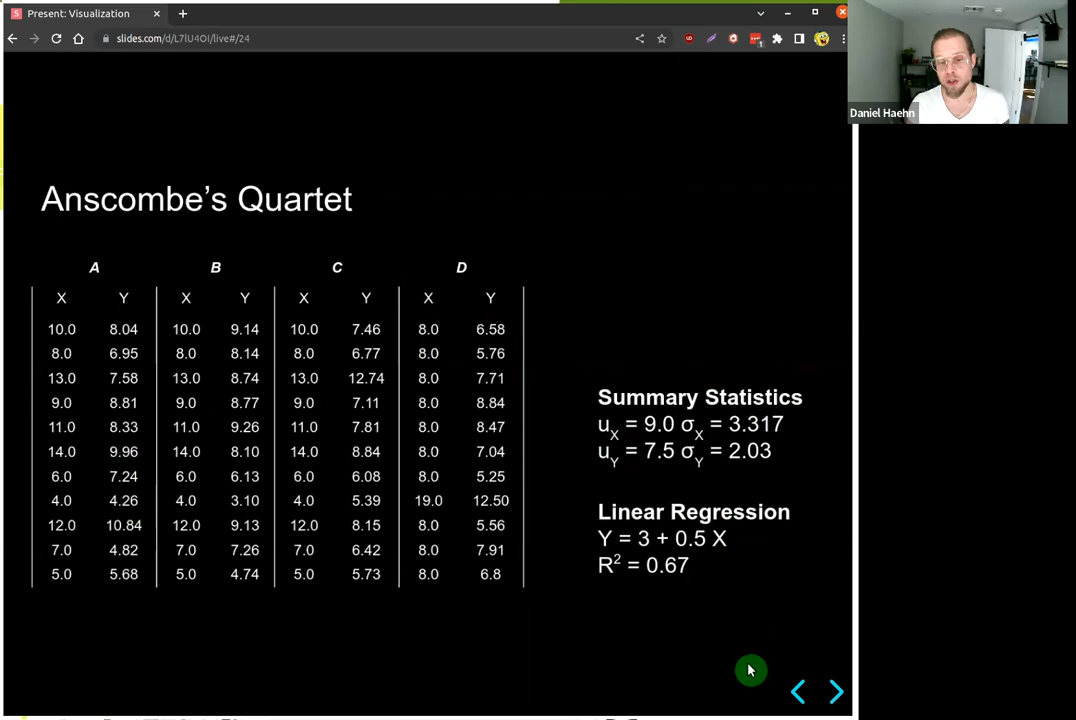 Present: Visualization
slides.com/d/L7lU4OI/live#/24
Daniel Haehn
Anscombe's Quartet
A B C D
X Y X Y X Y X Y
10.0 8.04 10.0 9.14 10.0 7.46 8.0 6.58
8.0 6.95 8.0 8.14 8.0 6.77 8.0 5.76
13.0 7.58 13.0 8.74 13.0 12.74 8.0 7.71
9.0 8.81 9.0 8.77 9.0 7.11 8.0 8.84
11.0 8.33 11.0 9.26 11.0 7.81 8.0 8.47
14.0 9.96 14.0 8.10 14.0 8.84 8.0 7.04
6.0 7.24 6.0 6.13 6.0 6.08 8.0 5.25
4.0 4.26 4.0 3.10 4.0 5.39 19.0 12.50
12.0 10.84 12.0 9.13 12.0 8.15 8.0 5.56
7.0 4.82 7.0 7.26 7.0 6.42 8.0 7.91
5.0 5.68 5.0 4.74 5.0 5.73 8.0 6.8
Summary Statistics
uX = 9.0 σX = 3.317
uY = 7.5 σY = 2.03
Linear Regression
Y = 3 + 0.5 X
R² = 0.67